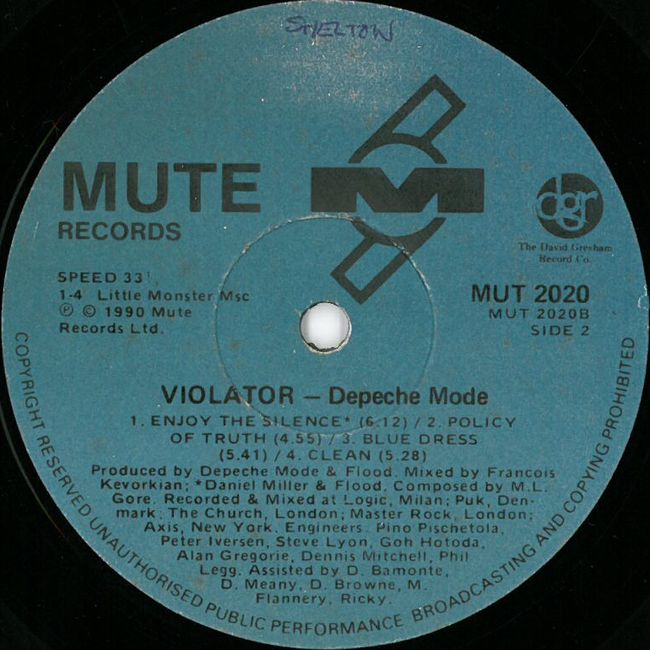 SHELTON
MUTE
RECORDS
M
dgr
The David Gresham
Record Co.
SPEED 33⅓
1-4 Little Monster Msc
Ⓟ © 1990 Mute
Records Ltd.
MUT 2020
MUT 2020B
SIDE 2
VIOLATOR – Depeche Mode
1. ENJOY THE SILENCE* (6.12) / 2. POLICY
OF TRUTH (4.55) / 3. BLUE DRESS
(5.41) / 4. CLEAN (5.28)
Produced by Depeche Mode & Flood. Mixed by Francois
Kevorkian; *Daniel Miller & Flood. Composed by M.L.
Gore. Recorded & Mixed at Logic, Milan; Puk, Den-
mark; The Church, London; Master Rock, London;
Axis, New York. Engineers. Pino Pischetola,
Peter Iversen, Steve Lyon, Goh Hotoda,
Alan Gregorie, Dennis Mitchell, Phil
Legg. Assisted by D. Bamonte,
D. Meany, D. Browne, M.
Flannery, Ricky.
COPYRIGHT RESERVED UNAUTHORISED PUBLIC PERFORMANCE BROADCASTING AND COPYING PROHIBITED